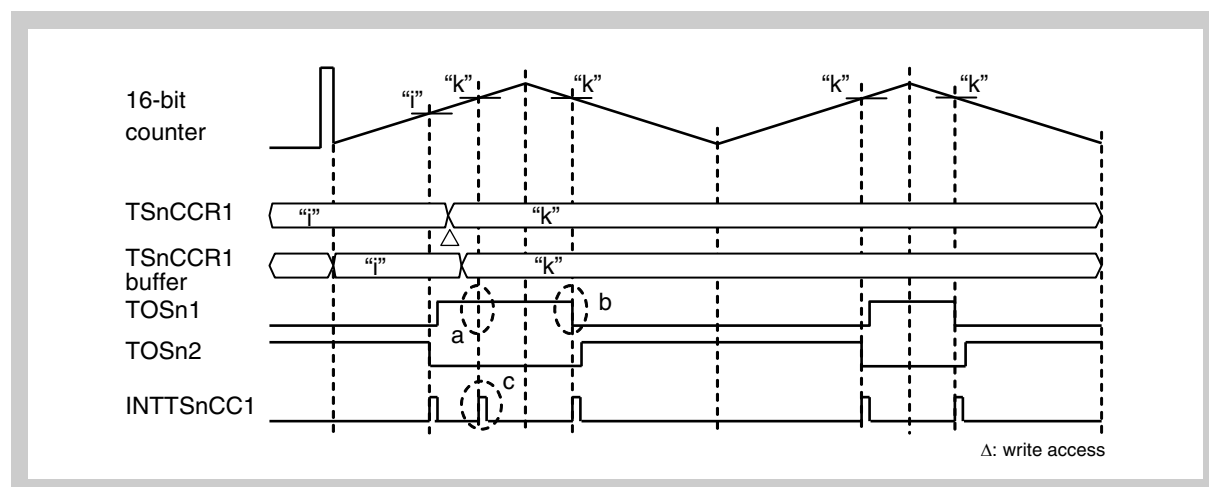 16-bit
counter
“i”
“k”
“k”
“k”
“k”
TSnCCR1
“i”
“k”
TSnCCR1
buffer
“i”
“k”
TOSn1
a
b
TOSn2
INTTSnCC1
c
Δ: write access